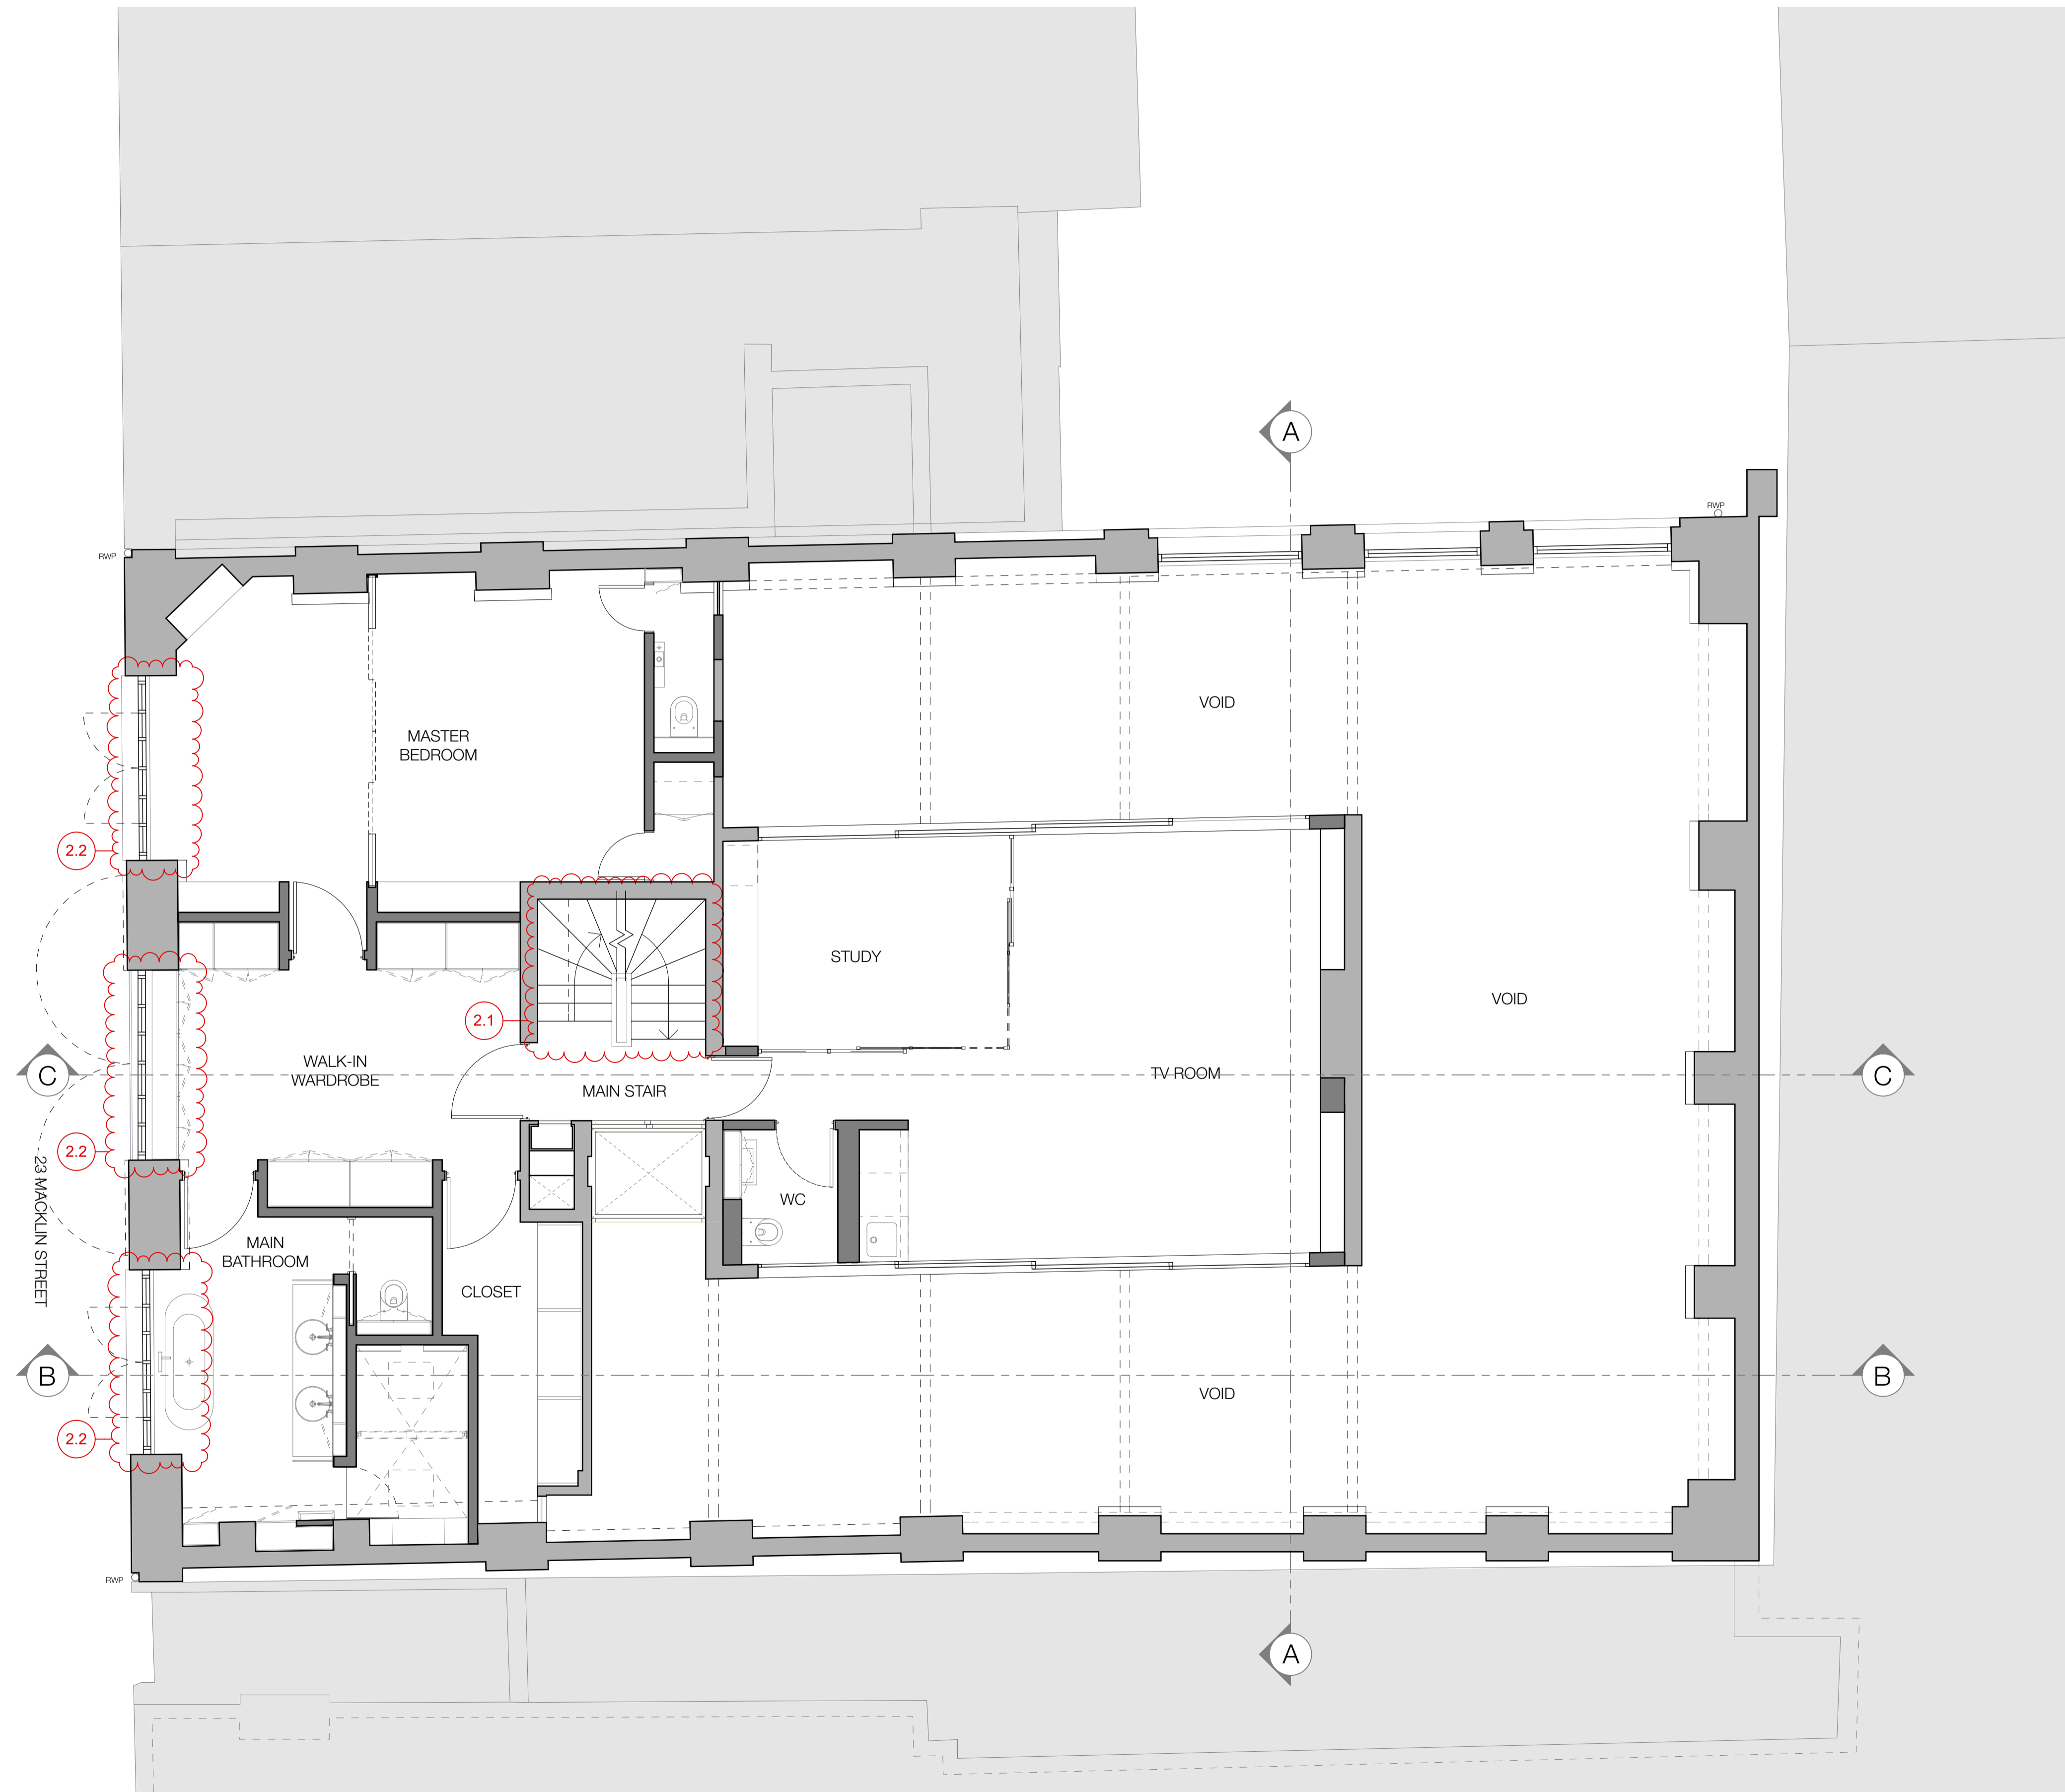 A
RWP
RWP
VOID
MASTER
BEDROOM
2.2
STUDY
VOID
2.1
WALK-IN
WARDROBE
MAIN STAIR
TV ROOM
C
C
2.2
23 MACKLIN STREET
WC
MAIN
BATHROOM
CLOSET
B
B
VOID
2.2
RWP
A